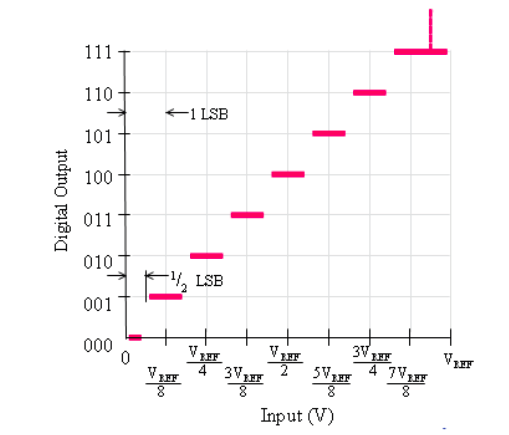 111
110
1 LSB
101
100
011
010
1/2 LSB
001
000
Digital Output
0
V_REF/8
V_REF/4
3V_REF/8
V_REF/2
5V_REF/8
3V_REF/4
7V_REF/8
V_REF
Input (V)